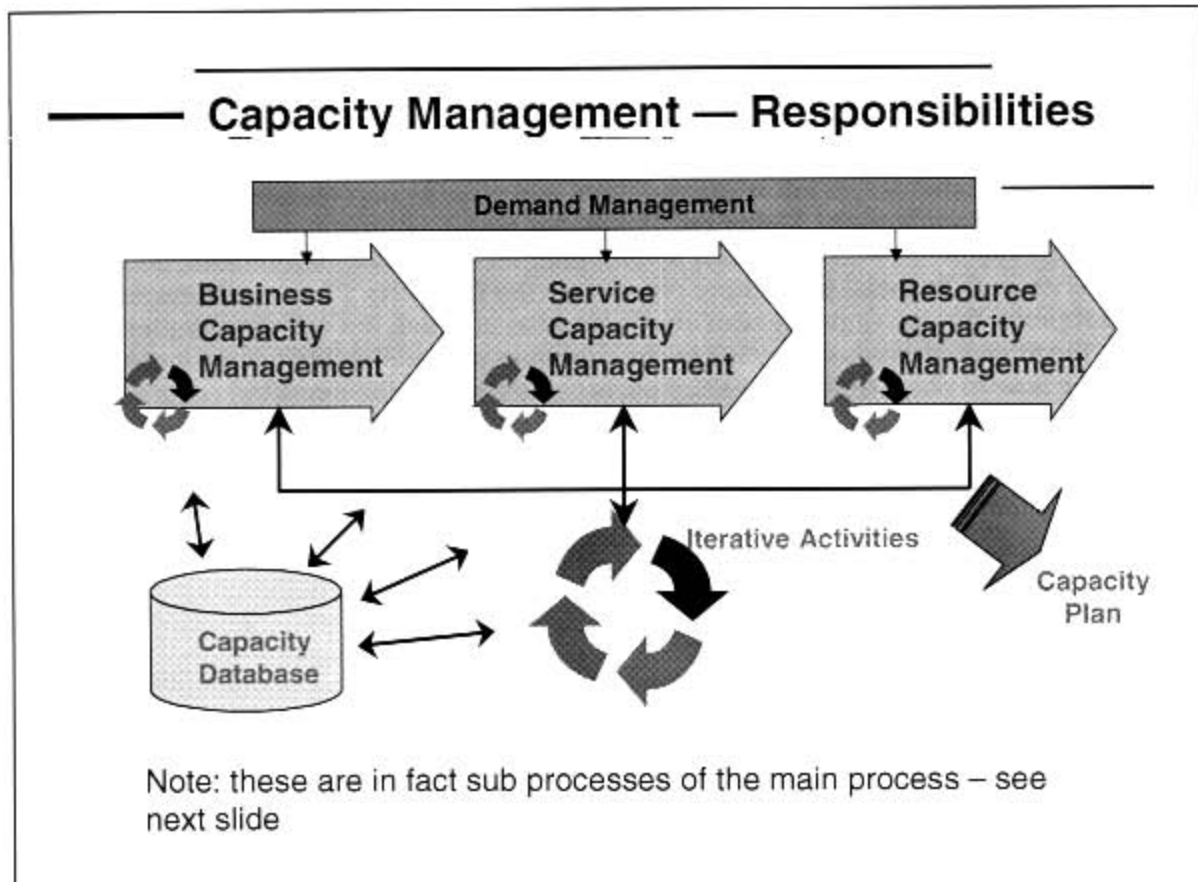 Capacity Management — Responsibilities
Demand Management
Business
Capacity
Management
Service
Capacity
Management
Resource
Capacity
Management
Iterative Activities
Capacity
Plan
Capacity
Database
Note: these are in fact sub processes of the main process – see
next slide